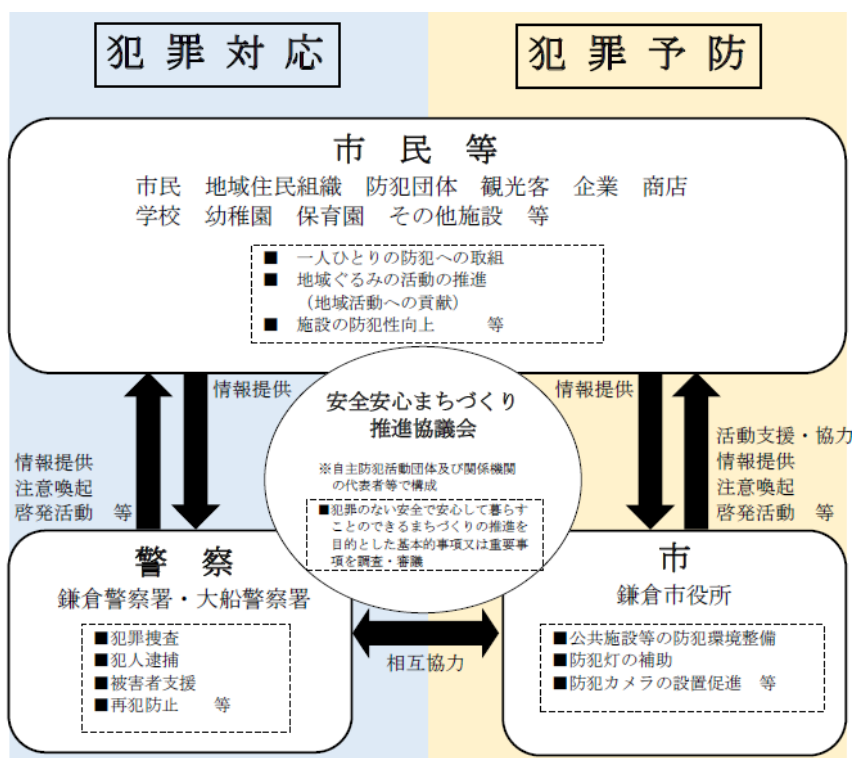 犯罪対応
犯罪予防
市民等
市民　地域住民組織　防犯団体　観光客　企業　商店
学校　幼稚園　保育園　その他施設　等
■　一人ひとりの防犯への取組
■　地域ぐるみの活動の推進
（地域活動への貢献）
■　施設の防犯性向上　　等
情報提供
情報提供
注意喚起
啓発活動　等
安全安心まちづくり
推進協議会
※自主防犯活動団体及び関係機関
の代表者等で構成
■犯罪のない安全で安心して暮らす
ことのできるまちづくりの推進を
目的とした基本的事項又は重要事
項を調査・審議
情報提供
活動支援・協力
情報提供
注意喚起
啓発活動　等
警察
鎌倉警察署・大船警察署
■犯罪捜査
■犯人逮捕
■被害者支援
■再犯防止　　等
相互協力
市
鎌倉市役所
■公共施設等の防犯環境整備
■防犯灯の補助
■防犯カメラの設置促進　等